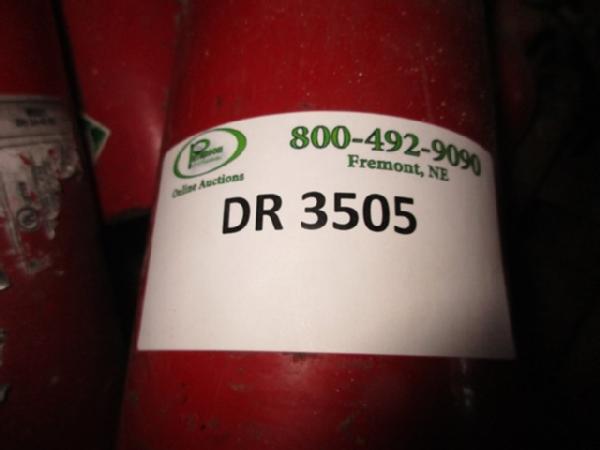 800-492-9090
Fremont, NE
Online Auctions
DR 3505